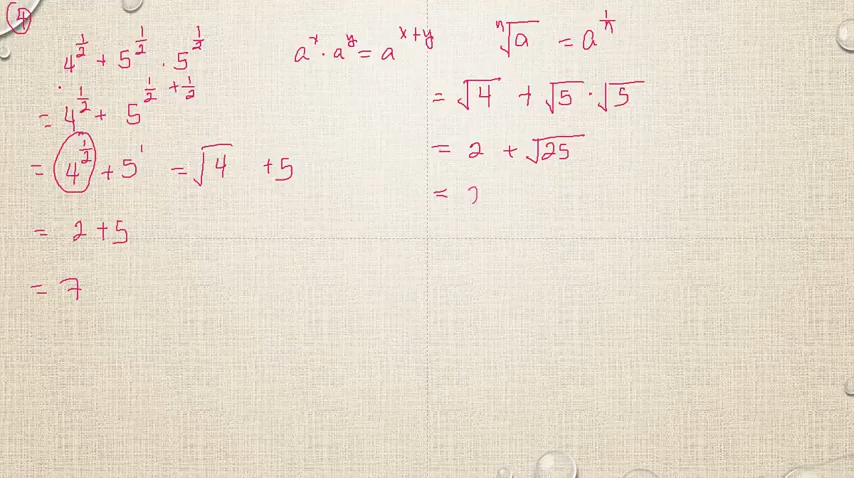 ④
4^{1/2} + 5^{1/2} · 5^{1/2}
= 4^{1/2} + 5^{1/2 + 1/2}
= 4^{1/2} + 5^1 = √4 + 5
= 2 + 5
= 7
a^x · a^y = a^{x+y}
ⁿ√a = a^{1/n}
= √4 + √5 · √5
= 2 + √25
=